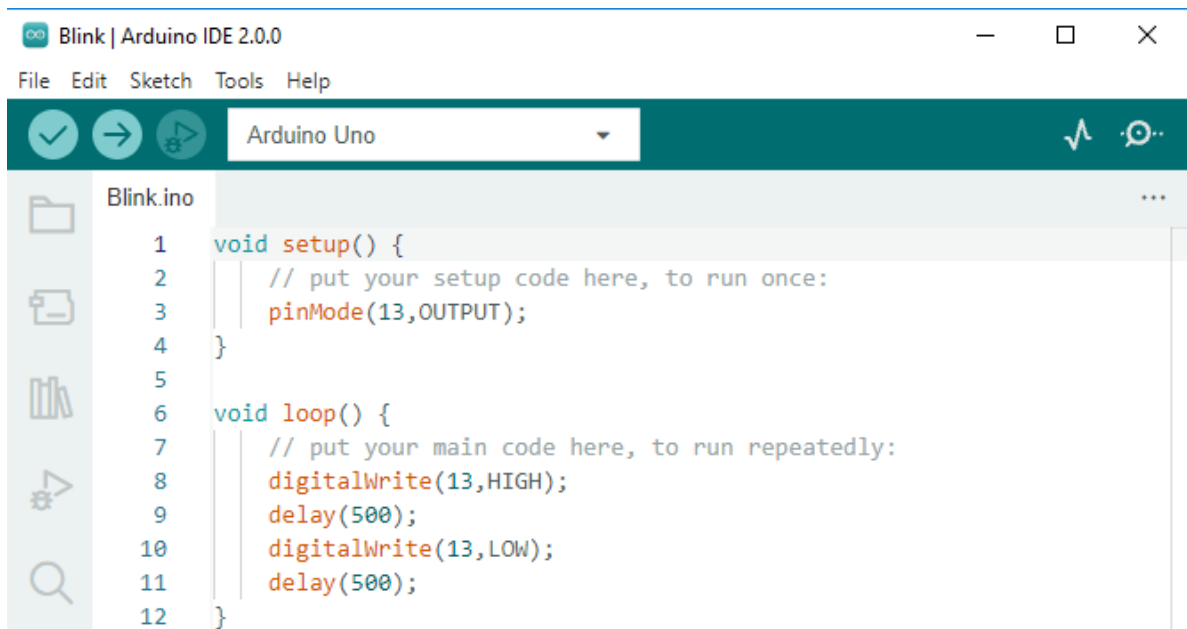 Blink | Arduino IDE 2.0.0
File Edit Sketch Tools Help
Arduino Uno
Blink.ino
1 void setup() {
2 // put your setup code here, to run once:
3 pinMode(13,OUTPUT);
4 }
5
6 void loop() {
7 // put your main code here, to run repeatedly:
8 digitalWrite(13,HIGH);
9 delay(500);
10 digitalWrite(13,LOW);
11 delay(500);
12 }